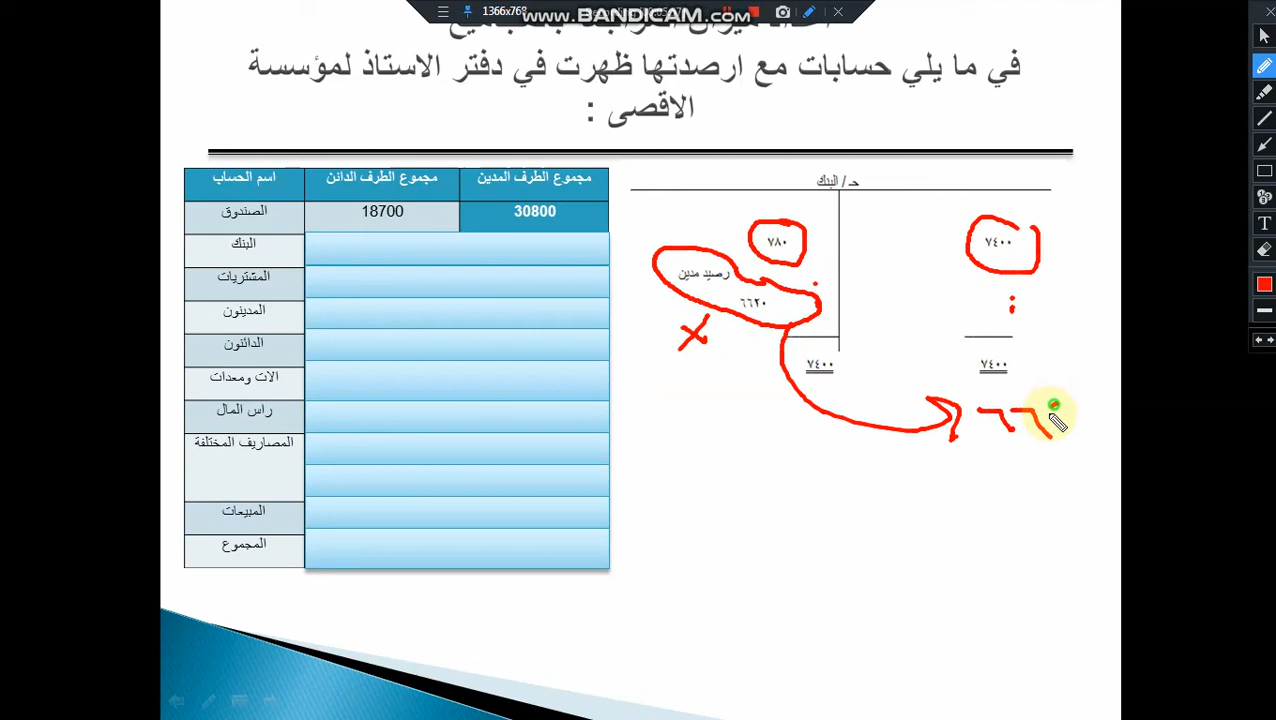 1366x768
www.BANDICAM.com
في ما يلي حسابات مع ارصدتها ظهرت في دفتر الاستاذ لمؤسسة
الاقصى :
اسم الحساب
مجموع الطرف الدائن
مجموع الطرف المدين
الصندوق
18700
30800
البنك
المشتريات
المدينون
الدائنون
الات ومعدات
راس المال
المصاريف المختلفة
المبيعات
المجموع
حـ / البنك
٧٤٠٠
٧٨٠
رصيد مدين
٦٦٢٠
٧٤٠٠
٧٤٠٠
T